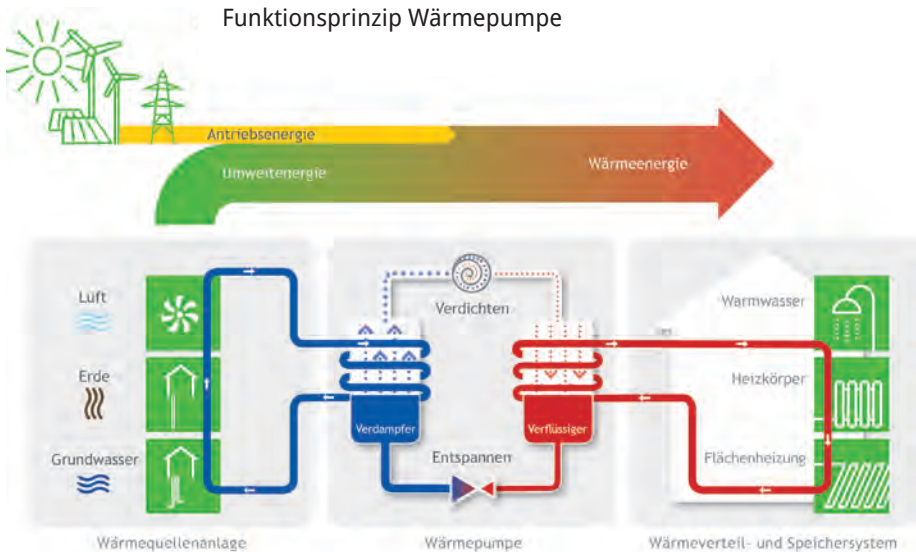 Funktionsprinzip Wärmepumpe
Antriebsenergie
Umweltenergie
Wärmeenergie
Luft
Erde
Grundwasser
Verdichten
Verdampfer
Verflüssiger
Entspannen
Warmwasser
Heizkörper
Flächenheizung
Wärmequellenanlage
Wärmepumpe
Wärmeverteil- und Speichersystem